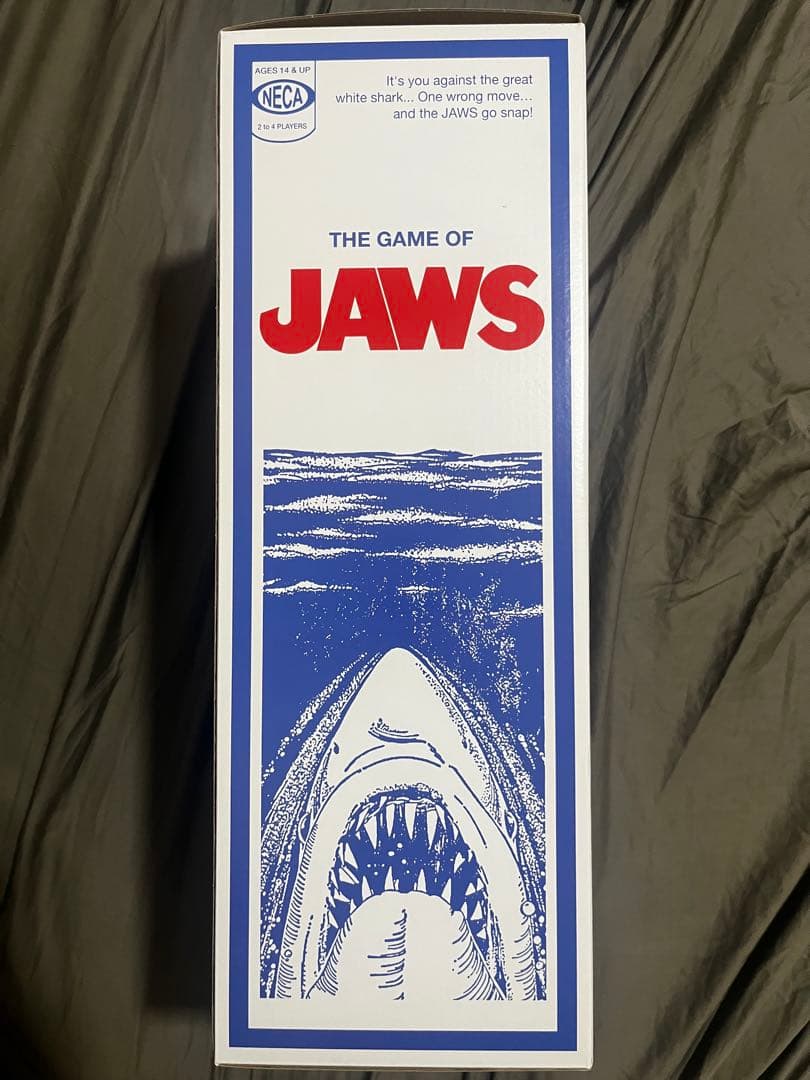 AGES 14 & UP
NECA
2 to 4 PLAYERS
It's you against the great
white shark... One wrong move...
and the JAWS go snap!
THE GAME OF
JAWS